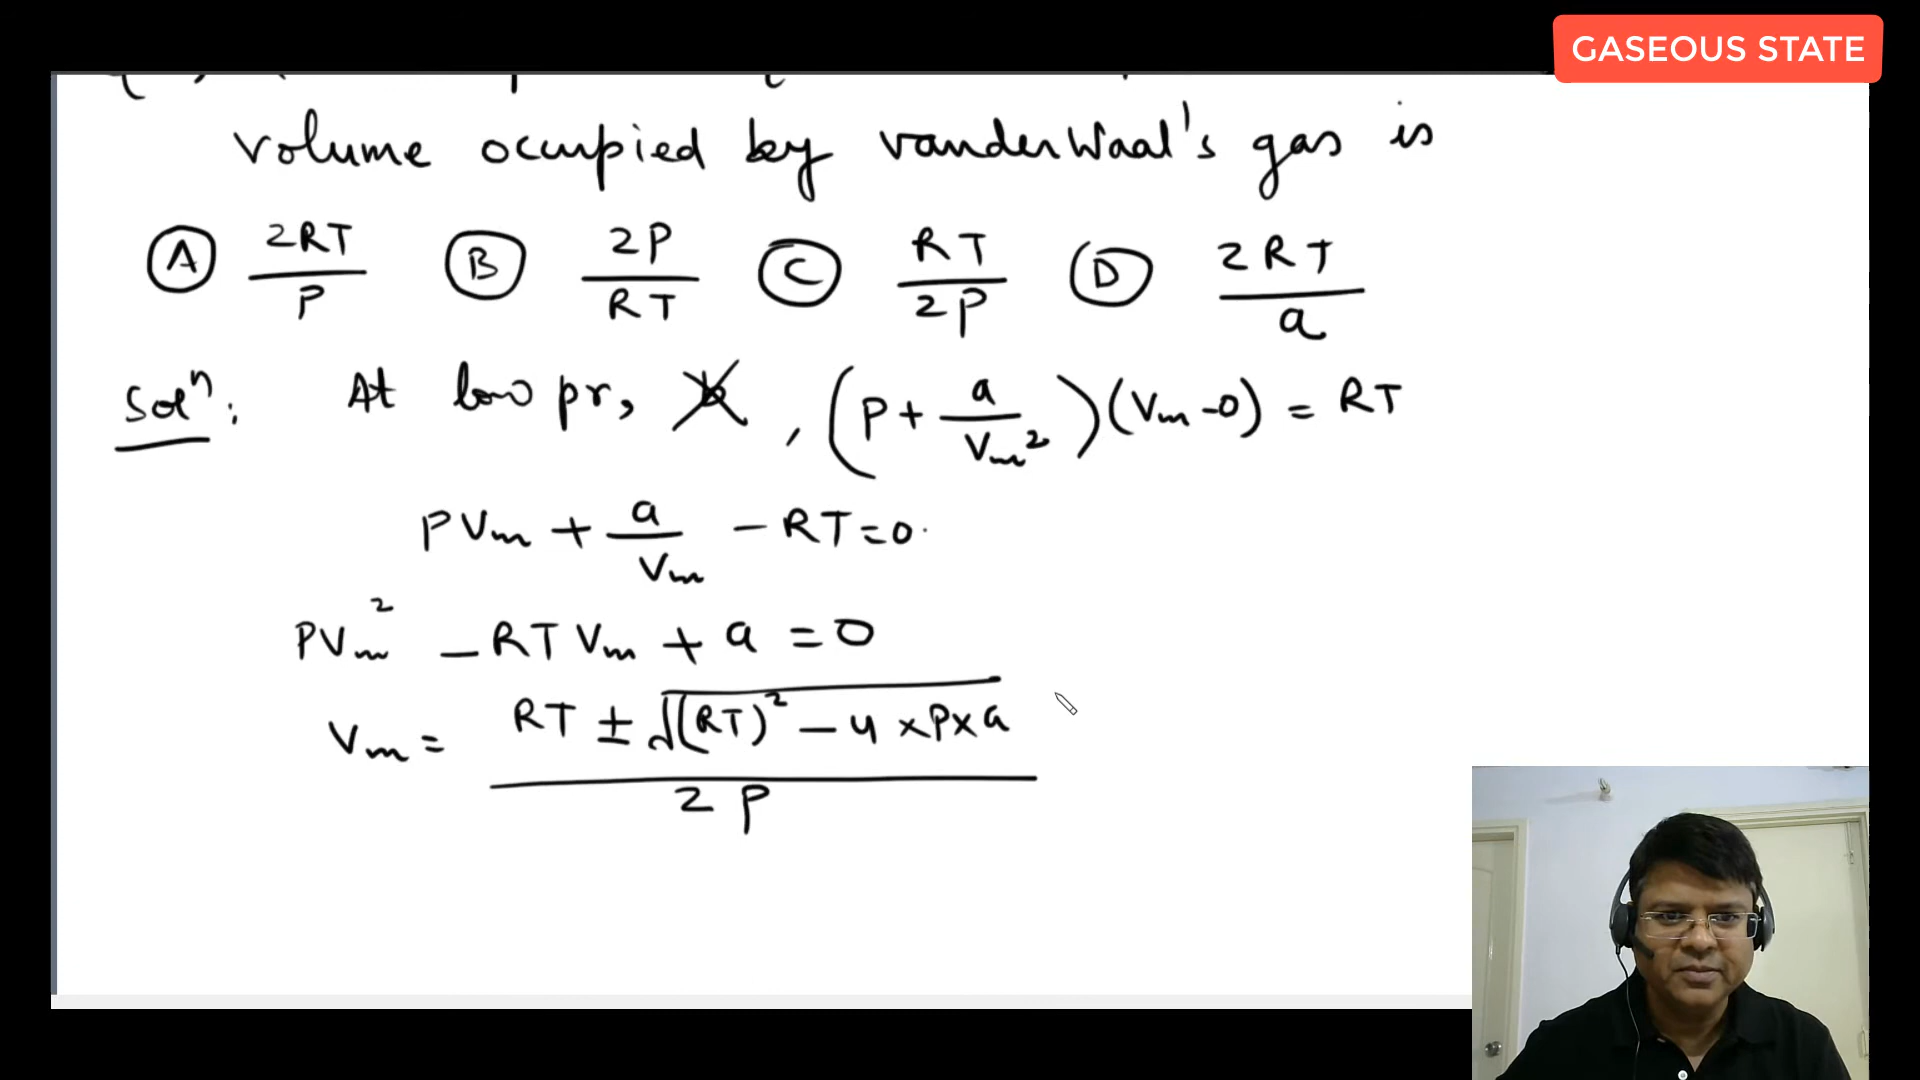 GASEOUS STATE
volume occupied by vanderWaal's gas is
Ⓐ 2RT/P Ⓑ 2P/RT Ⓒ RT/2P Ⓓ 2RT/a
Solⁿ: At low pr, b, (P + a/Vm²)(Vm - 0) = RT
PVm + a/Vm - RT = 0.
PVm² - RTVm + a = 0
Vm = RT ± √((RT)² - 4 × P × a) / 2P